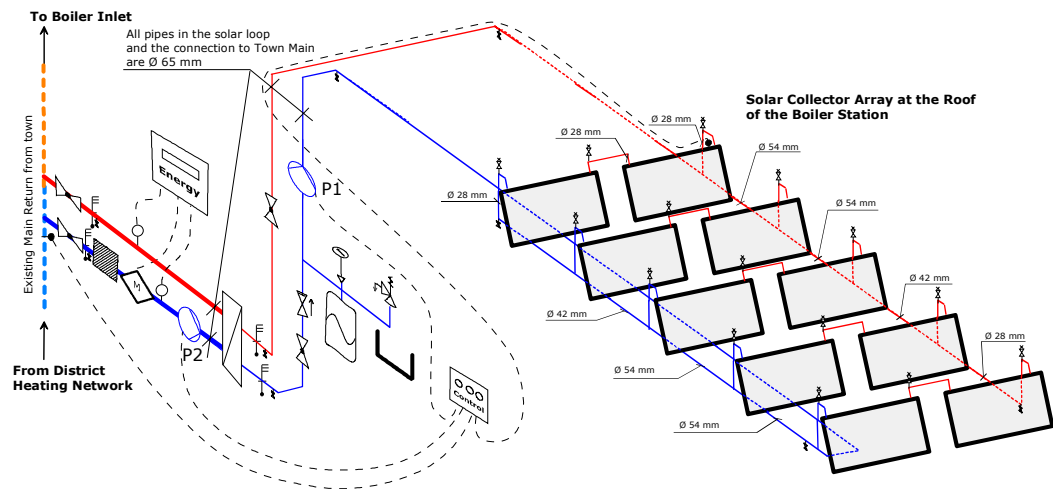 To Boiler Inlet
All pipes in the solar loop
and the connection to Town Main
are Ø 65 mm
Solar Collector Array at the Roof
of the Boiler Station
Ø 28 mm
Ø 28 mm
Ø 54 mm
Energy
P1
Ø 28 mm
Ø 54 mm
Existing Main Return from town
M
Ø 42 mm
Ø 42 mm
P2
Ø 54 mm
Ø 28 mm
From District
Heating Network
Control
Ø 54 mm